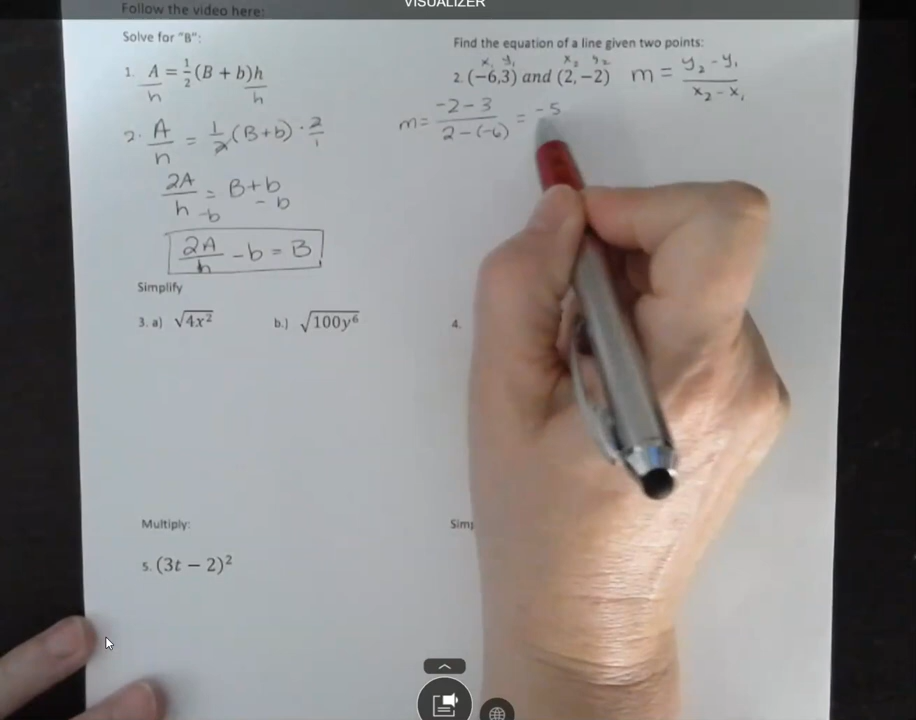 VISUALIZER
Follow the video here:
Solve for "B":
1. A = 1/2 (B + b)h
h h
2. A/h = 1/2 (B+b) · 2/1
2A/h = B+b
-b - b
2A/h - b = B
Find the equation of a line given two points:
x₁ y₁ x₂ y₂
2. (−6,3) and (2, −2) m = y₂ - y₁ / x₂ - x₁
m = -2 - 3 / 2 - (-6) = -5
Simplify
3. a) √4x² b.) √100y⁶
4.
Multiply:
5. (3t − 2)²